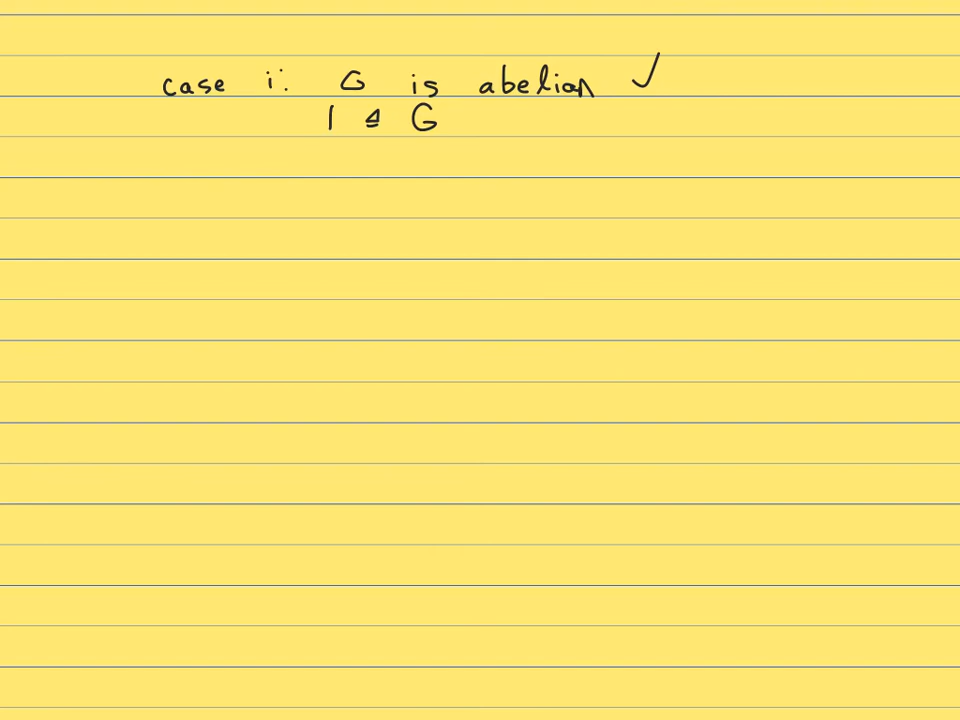 case i: G is abelian ✓
1 ⊴ G